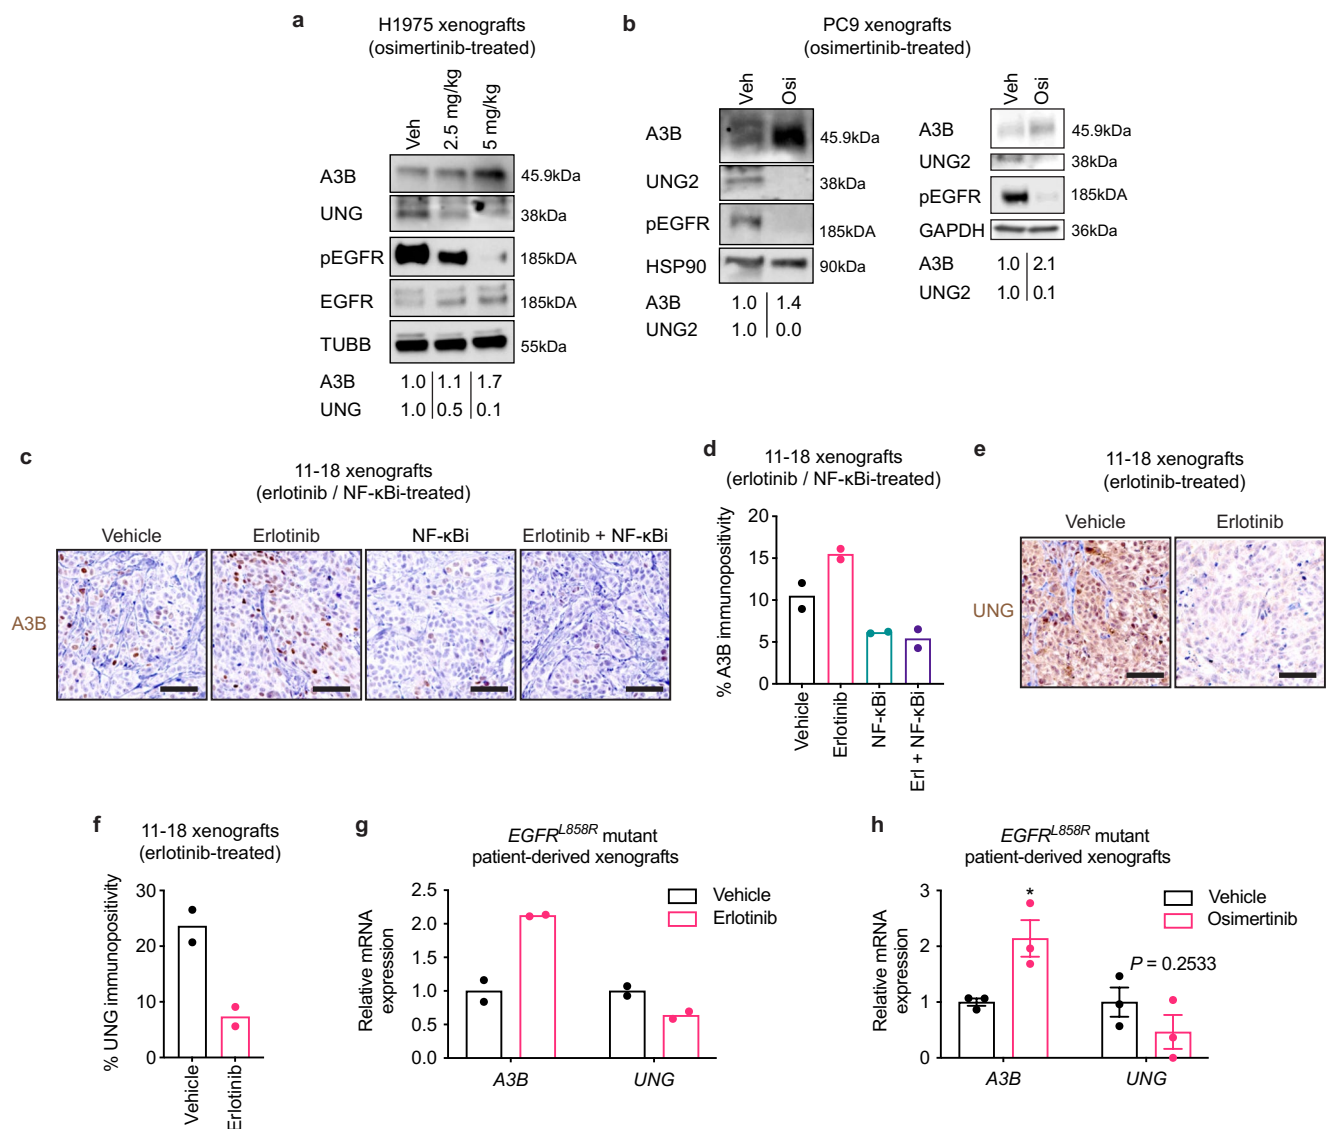 a
H1975 xenografts
(osimertinib-treated)
Veh
2.5 mg/kg
5 mg/kg
A3B
45.9kDa
UNG
38kDa
pEGFR
185kDA
EGFR
185kDA
TUBB
55kDa
A3B 1.0 1.1 1.7
UNG 1.0 0.5 0.1
b
PC9 xenografts
(osimertinib-treated)
Veh
Osi
A3B
45.9kDa
UNG2
38kDa
pEGFR
185kDA
HSP90
90kDa
A3B 1.0 1.4
UNG2 1.0 0.0
Veh
Osi
A3B
45.9kDa
UNG2
38kDa
pEGFR
185kDA
GAPDH
36kDa
A3B 1.0 2.1
UNG2 1.0 0.1
c
11-18 xenografts
(erlotinib / NF-κBi-treated)
Vehicle
Erlotinib
NF-κBi
Erlotinib + NF-κBi
A3B
d
11-18 xenografts
(erlotinib / NF-κBi-treated)
% A3B immunopositivity
20
15
10
5
0
Vehicle
Erlotinib
NF-κBi
Erl + NF-κBi
e
11-18 xenografts
(erlotinib-treated)
Vehicle
Erlotinib
UNG
f
11-18 xenografts
(erlotinib-treated)
% UNG immunopositivity
30
20
10
0
Vehicle
Erlotinib
g
EGFR^L858R mutant
patient-derived xenografts
Relative mRNA
expression
2.5
2.0
1.5
1.0
0.5
0.0
Vehicle
Erlotinib
A3B
UNG
h
EGFR^L858R mutant
patient-derived xenografts
Relative mRNA
expression
3
2
1
0
Vehicle
Osimertinib
*
P = 0.2533
A3B
UNG